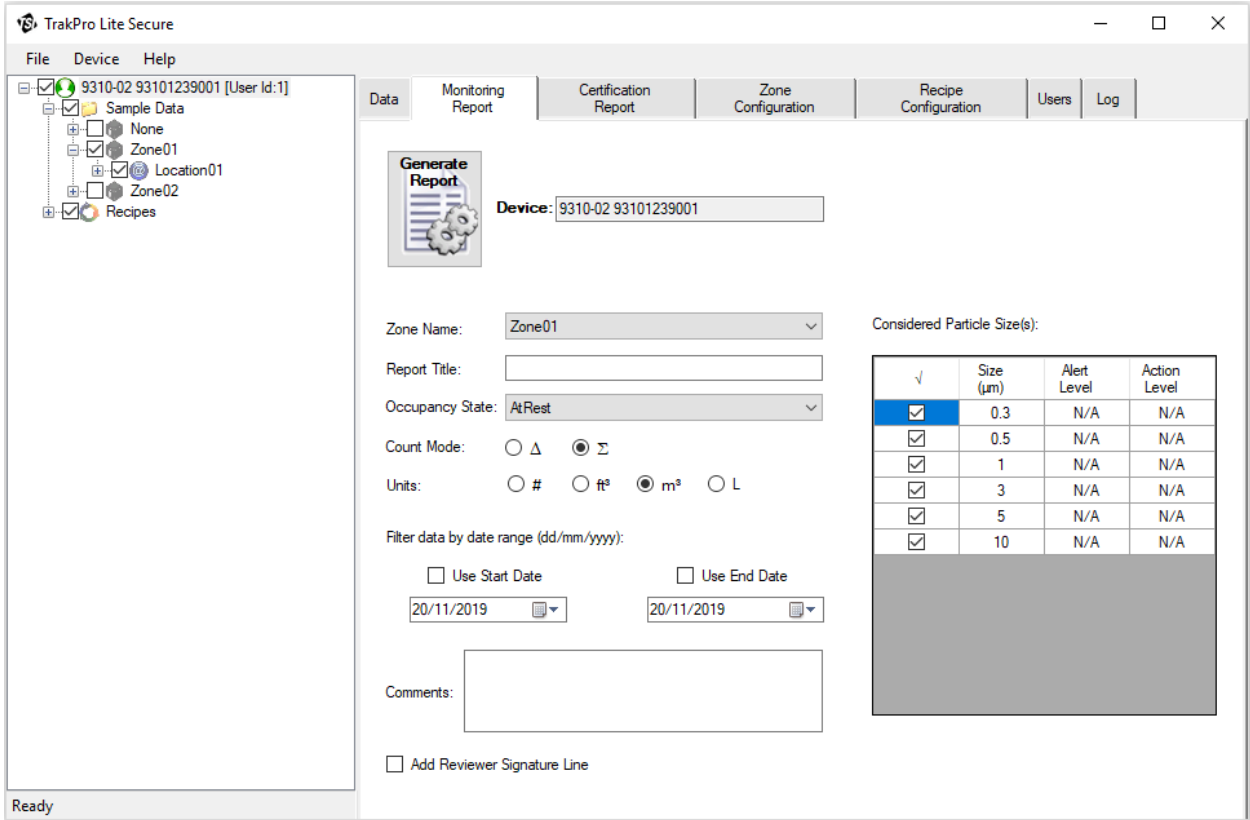 TSI TrakPro Lite Secure
File Device Help
9310-02 93101239001 [User Id:1]
Sample Data
None
Zone01
Location01
Zone02
Recipes
Data
Monitoring
Report
Certification
Report
Zone
Configuration
Recipe
Configuration
Users
Log
Generate
Report
Device: 9310-02 93101239001
Zone Name: Zone01
Report Title:
Occupancy State: AtRest
Count Mode: Δ Σ
Units: # ft³ m³ L
Filter data by date range (dd/mm/yyyy):
Use Start Date Use End Date
20/11/2019 20/11/2019
Comments:
Add Reviewer Signature Line
Considered Particle Size(s):
√ Size (µm) Alert Level Action Level
0.3 N/A N/A
0.5 N/A N/A
1 N/A N/A
3 N/A N/A
5 N/A N/A
10 N/A N/A
Ready